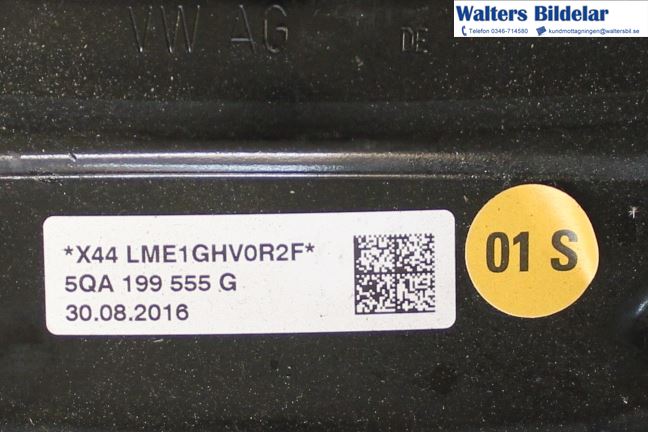 Walters Bildelar
Telefon 0346-714580 kundmottagningen@waltersbil.se
VW AG DE
*X44 LME1GHV0R2F*
5QA 199 555 G
30.08.2016
01 S